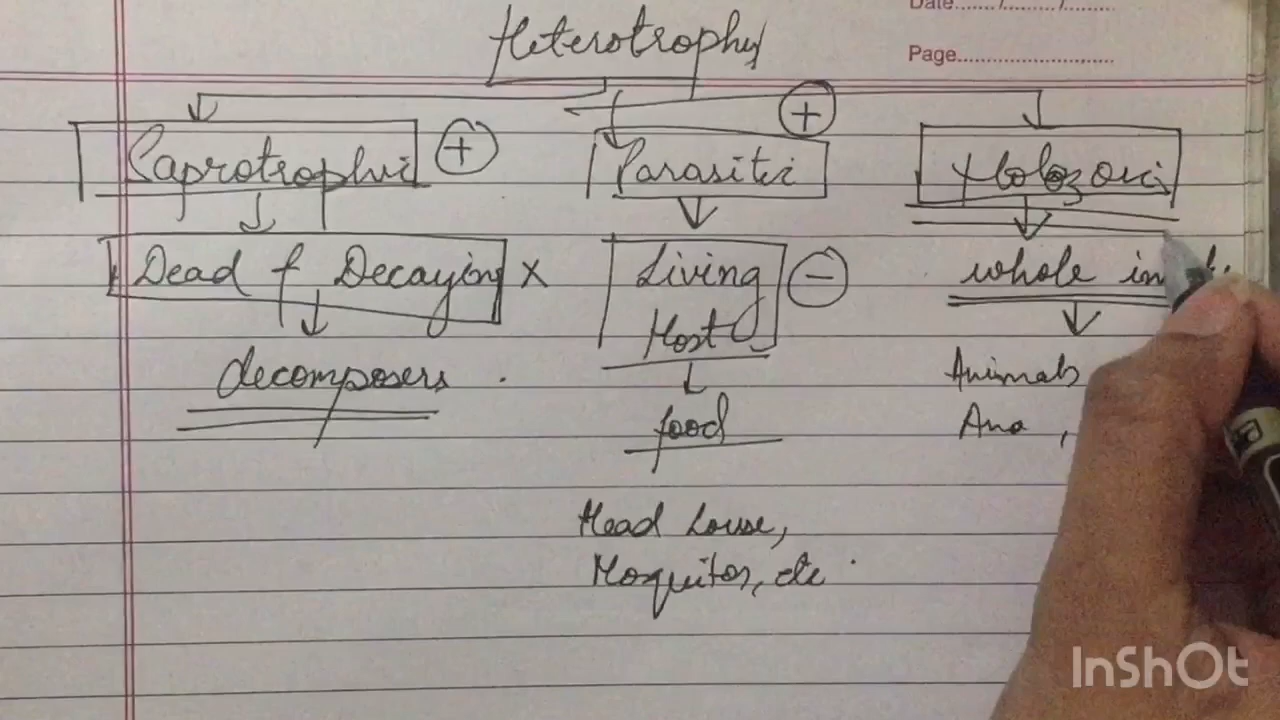 Date......./........../.........
Page............................
Heterotrophy
Saprotrophic + Parasitic + Holozoic
Dead & Decaying x Living Host - whole
decomposers . food Animals
Ama ,
Head Louse,
Mosquitos, etc .
InShOt